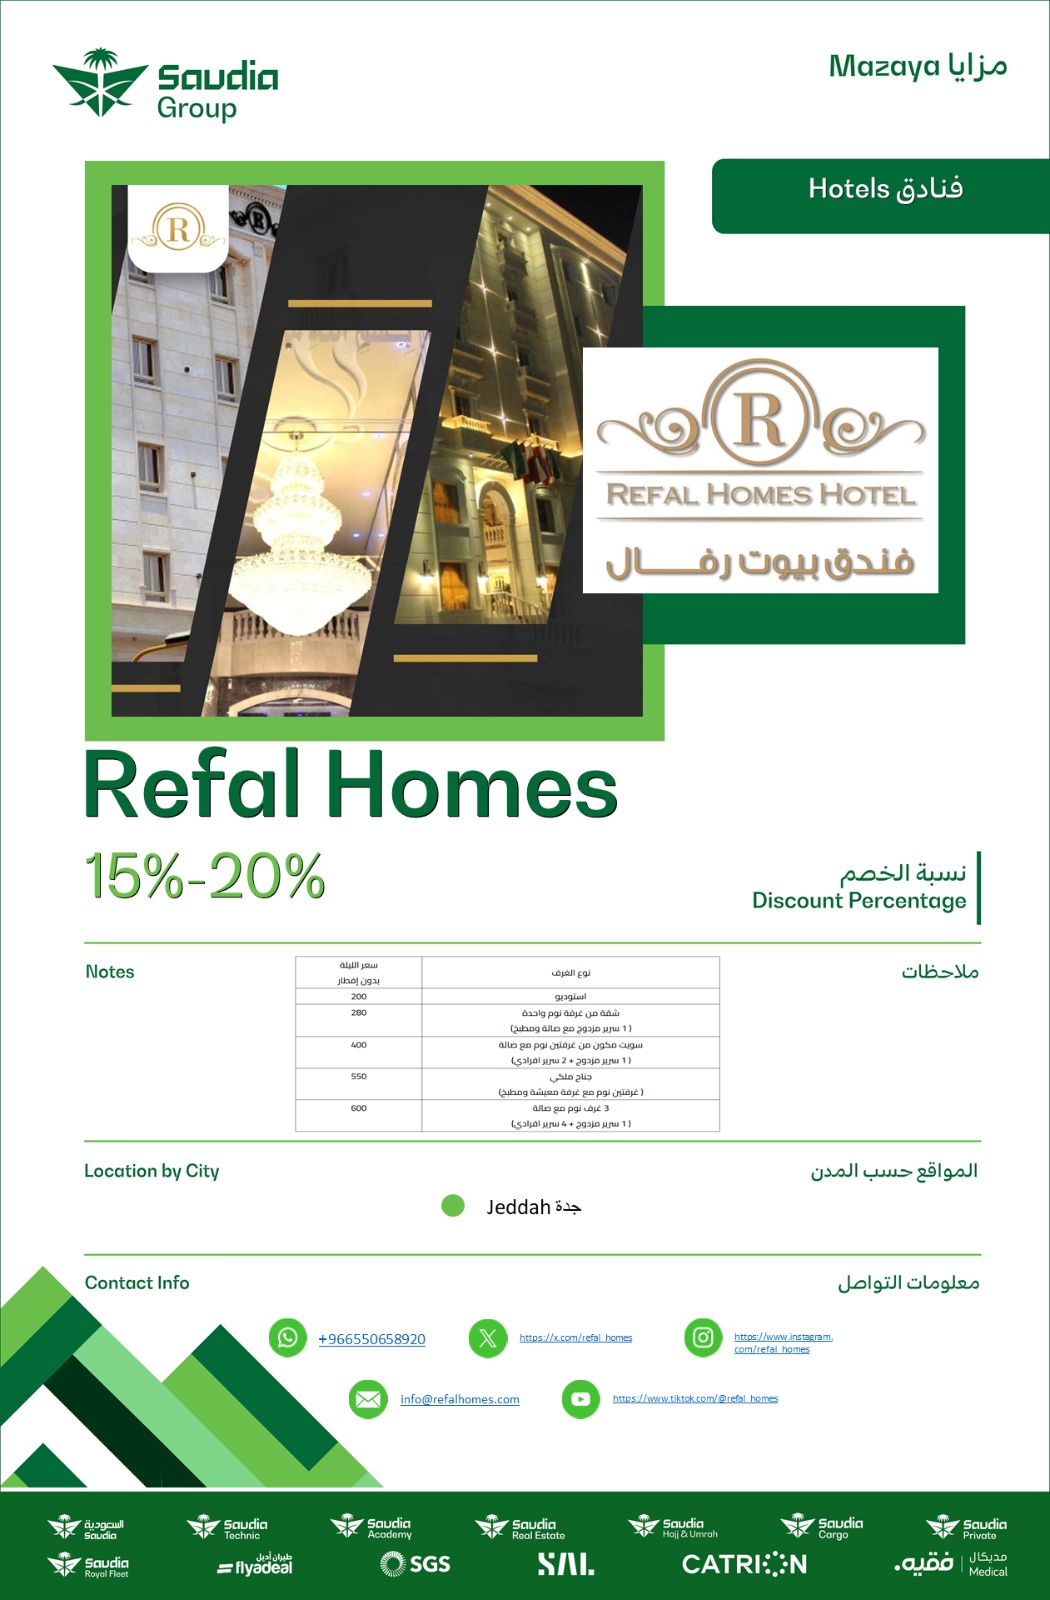 Saudia
Group
Mazaya مزايا
Hotels فنادق
R
R
REFAL HOMES HOTEL
فندق بيوت رفــال
Refal Homes
15%-20%
نسبة الخصم
Discount Percentage
Notes
ملاحظات
نوع الغرف
سعر الليلة
بدون إفطار
استوديو
200
شقة من غرفة نوم واحدة
(1 سرير مزدوج مع صالة ومطبخ)
280
سويت مكون من غرفتين نوم مع صالة
(1 سرير مزدوج + 2 سرير افرادي)
400
جناح ملكي
(غرفتين نوم مع غرفة معيشة ومطبخ)
550
3 غرف نوم مع صالة
(1 سرير مزدوج + 4 سرير افرادي)
600
Location by City
المواقع حسب المدن
Jeddah جدة
Contact Info
معلومات التواصل
+966550658920
https://x.com/refal_homes
https://www.instagram.
com/refal_homes
info@refalhomes.com
https://www.tiktok.com/@refal_homes
السعودية
Saudia
Saudia
Technic
Saudia
Academy
Saudia
Real Estate
Saudia
Hajj & Umrah
Saudia
Cargo
Saudia
Private
Saudia
Royal Fleet
طيران أديل
flyadeal
SGS
SAL
CATRION
فقيه.
مديكال
Medical